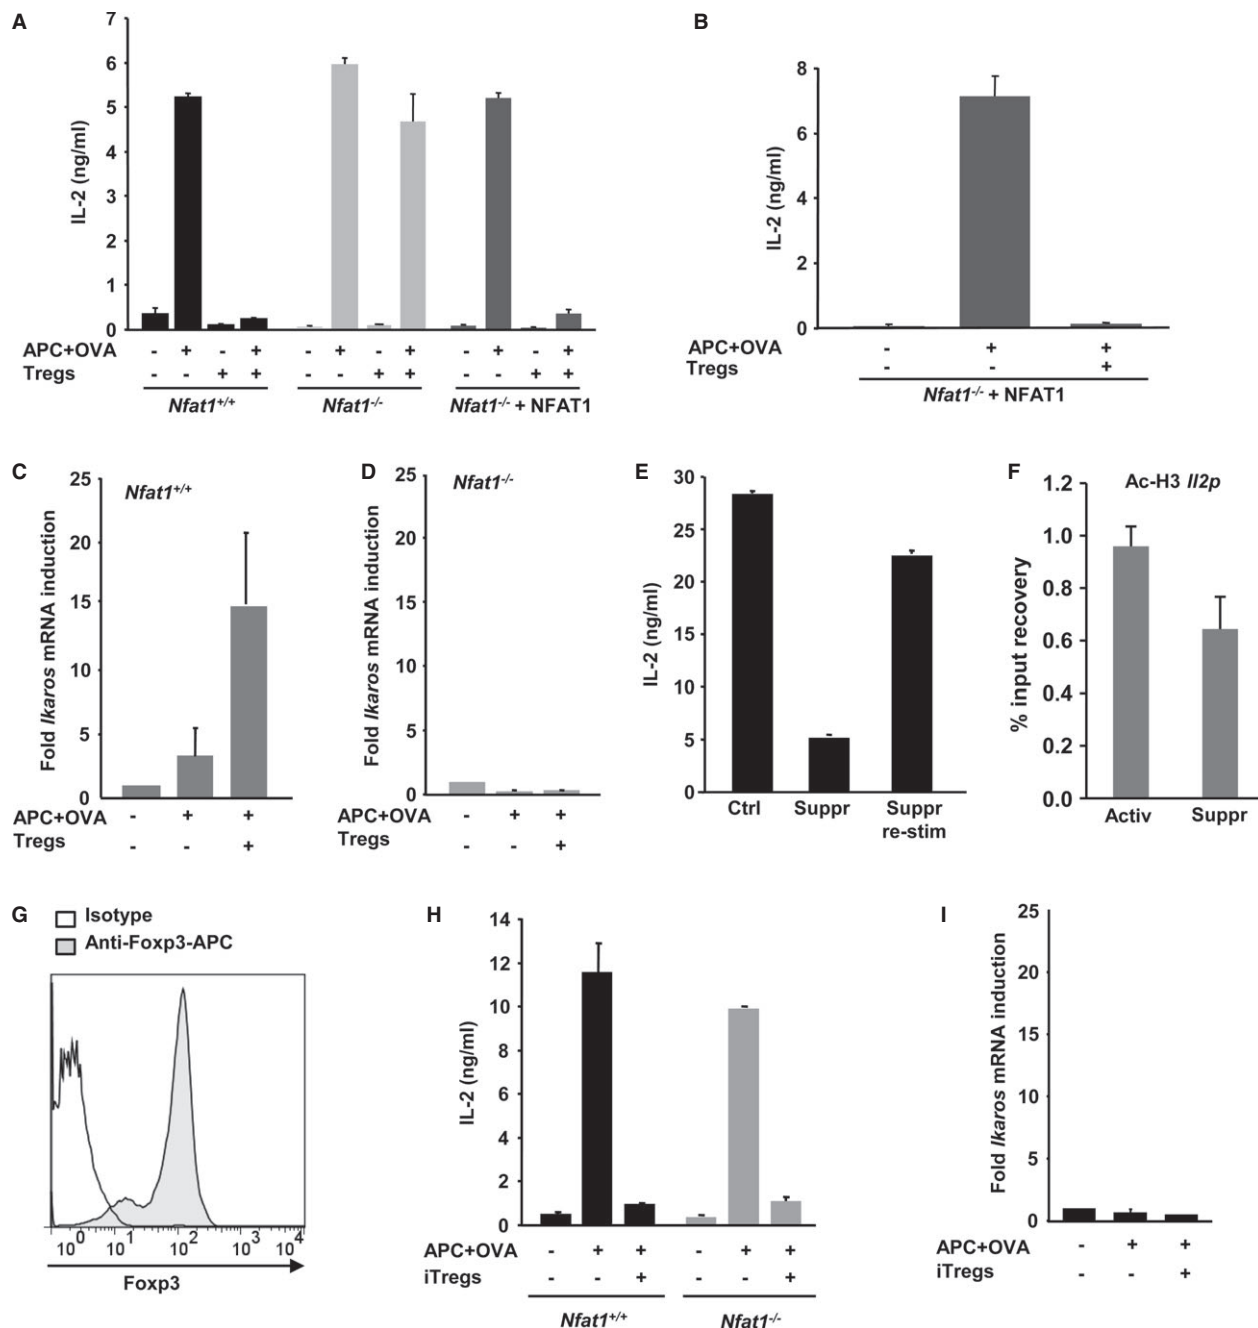 A
7
6
5
4
3
2
1
0
IL-2 (ng/ml)
APC+OVA - + - + - + - + - + - +
Tregs - - + + - - + + - - + +
Nfat1+/+ Nfat1-/- Nfat1-/- + NFAT1
B
8
6
4
2
0
IL-2 (ng/ml)
APC+OVA - + +
Tregs - - +
Nfat1-/- + NFAT1
C
Nfat1+/+
25
20
15
10
5
0
Fold Ikaros mRNA induction
APC+OVA - + +
Tregs - - +
D
Nfat1-/-
25
20
15
10
5
0
Fold Ikaros mRNA induction
APC+OVA - + +
Tregs - - +
E
30
25
20
15
10
5
0
IL-2 (ng/ml)
Ctrl Suppr Suppr
re-stim
F
Ac-H3 Il2p
1.2
1.0
0.8
0.6
0.4
0.2
0.0
% input recovery
Activ Suppr
G
Isotype
Anti-Foxp3-APC
10^0 10^1 10^2 10^3 10^4
Foxp3
H
14
12
10
8
6
4
2
0
IL-2 (ng/ml)
APC+OVA - + + - + +
iTregs - - + - - +
Nfat1+/+ Nfat1-/-
I
25
20
15
10
5
0
Fold Ikaros mRNA induction
APC+OVA - + +
iTregs - - +